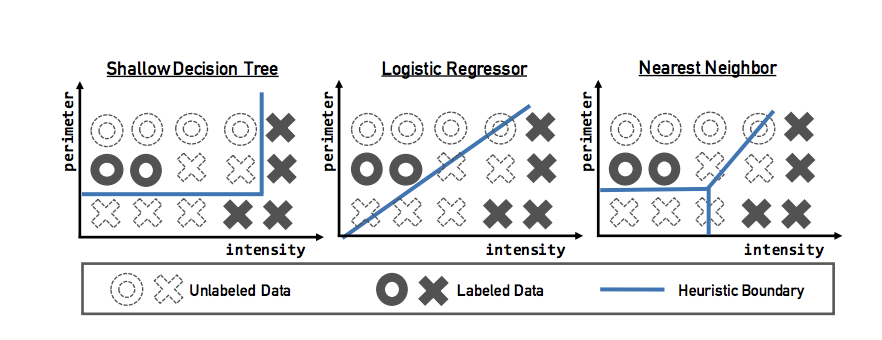 Shallow Decision Tree
Logistic Regressor
Nearest Neighbor
perimeter
perimeter
perimeter
intensity
intensity
intensity
Unlabeled Data
Labeled Data
Heuristic Boundary